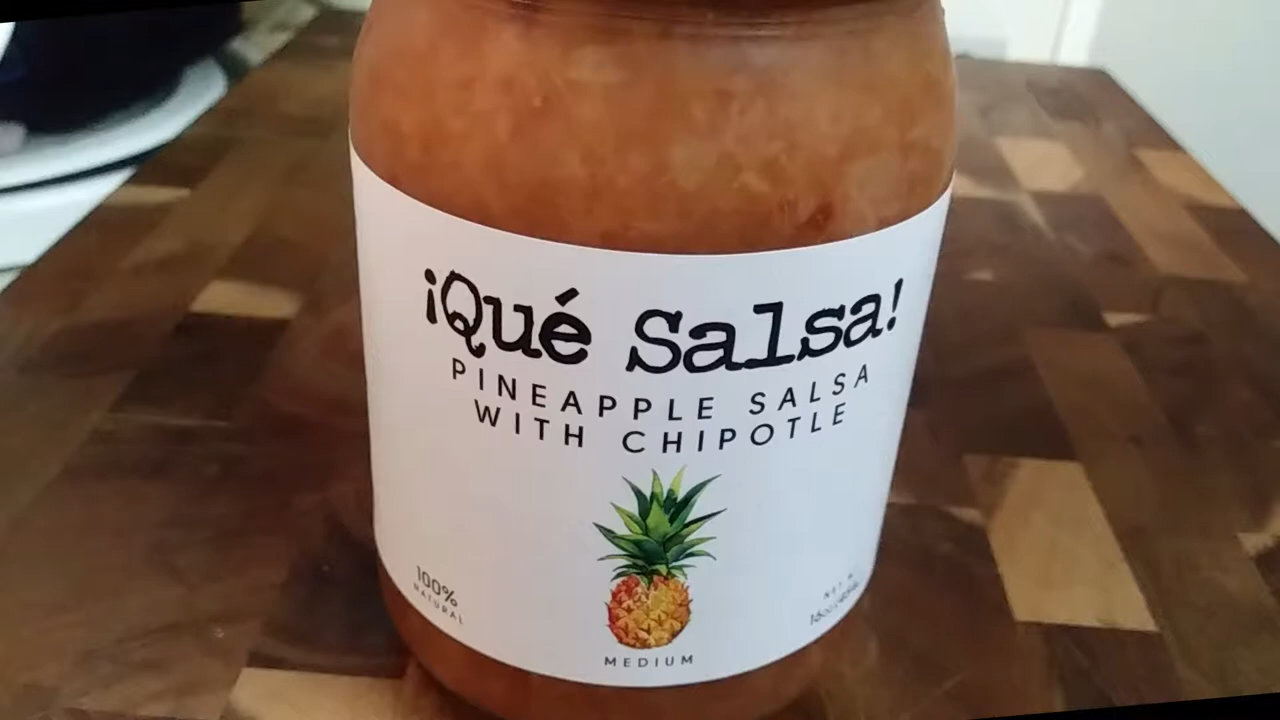 ¡Qué Salsa!
PINEAPPLE SALSA
WITH CHIPOTLE
100%
NATURAL
MEDIUM